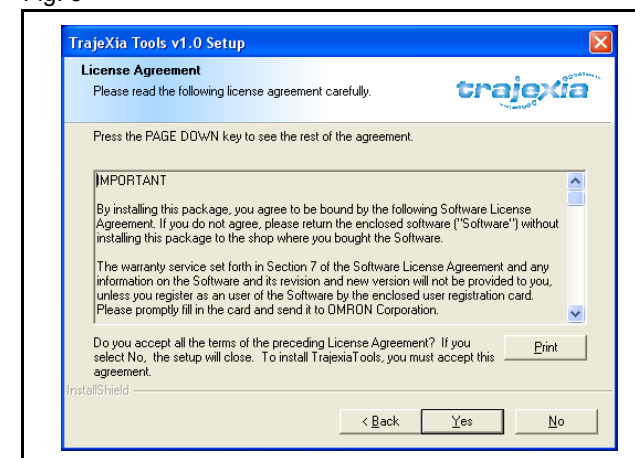 TrajeXia Tools v1.0 Setup
License Agreement
Please read the following license agreement carefully.
trajexia
Press the PAGE DOWN key to see the rest of the agreement.
IMPORTANT
By installing this package, you agree to be bound by the following Software License
Agreement. If you do not agree, please return the enclosed software ("Software") without
installing this package to the shop where you bought the Software.
The warranty service set forth in Section 7 of the Software License Agreement and any
information on the Software and its revision and new version will not be provided to you,
unless you register as an user of the Software by the enclosed user registration card.
Please promptly fill in the card and send it to OMRON Corporation.
Do you accept all the terms of the preceding License Agreement? If you
select No, the setup will close. To install TrajexiaTools, you must accept this
agreement.
Print
InstallShield
< Back
Yes
No